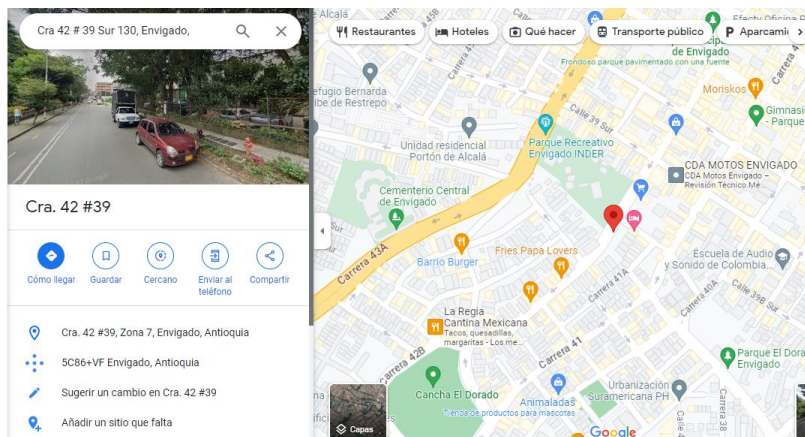 Cra 42 # 39 Sur 130, Envigado,
Cra. 42 #39
Cómo llegar
Guardar
Cercano
Enviar al
teléfono
Compartir
Cra. 42 #39, Zona 7, Envigado, Antioquia
5C86+VF Envigado, Antioquia
Sugerir un cambio en Cra. 42 #39
Añadir un sitio que falta
Capas
Restaurantes
Hoteles
Qué hacer
Transporte público
P Aparcami
e Alcalá
Efectv Oficina P
de Envigado
Frondoso parque pavimentado con una fuente
Moriskos
Gimnasi
- Parque
efugio Bernarda
ibe de Restrepo
Calle 39 Sur
Unidad residencial
Portón de Alcalá
Parque Recreativo
Envigado INDER
CDA MOTOS ENVIGADO
CDA Motos Envigado –
Revisión Técnico Me...
Cementerio Central
de Envigado
Carrera 43A
Barrio Burger
Fries Papa Lovers
Escuela de Audio
y Sonido de Colombia...
Carrera 41A
Carrera 40A
Calle 39B Sur
La Regia
Cantina Mexicana
Tacos, quesadillas,
margaritas - Los me...
Carrera 42B
Carrera 41
Parque El Dora
Envigado
Cancha El Dorado
Animaladas
Tienda de productos para mascotas
Urbanización
Suramericana PH
Carrera 38
Google